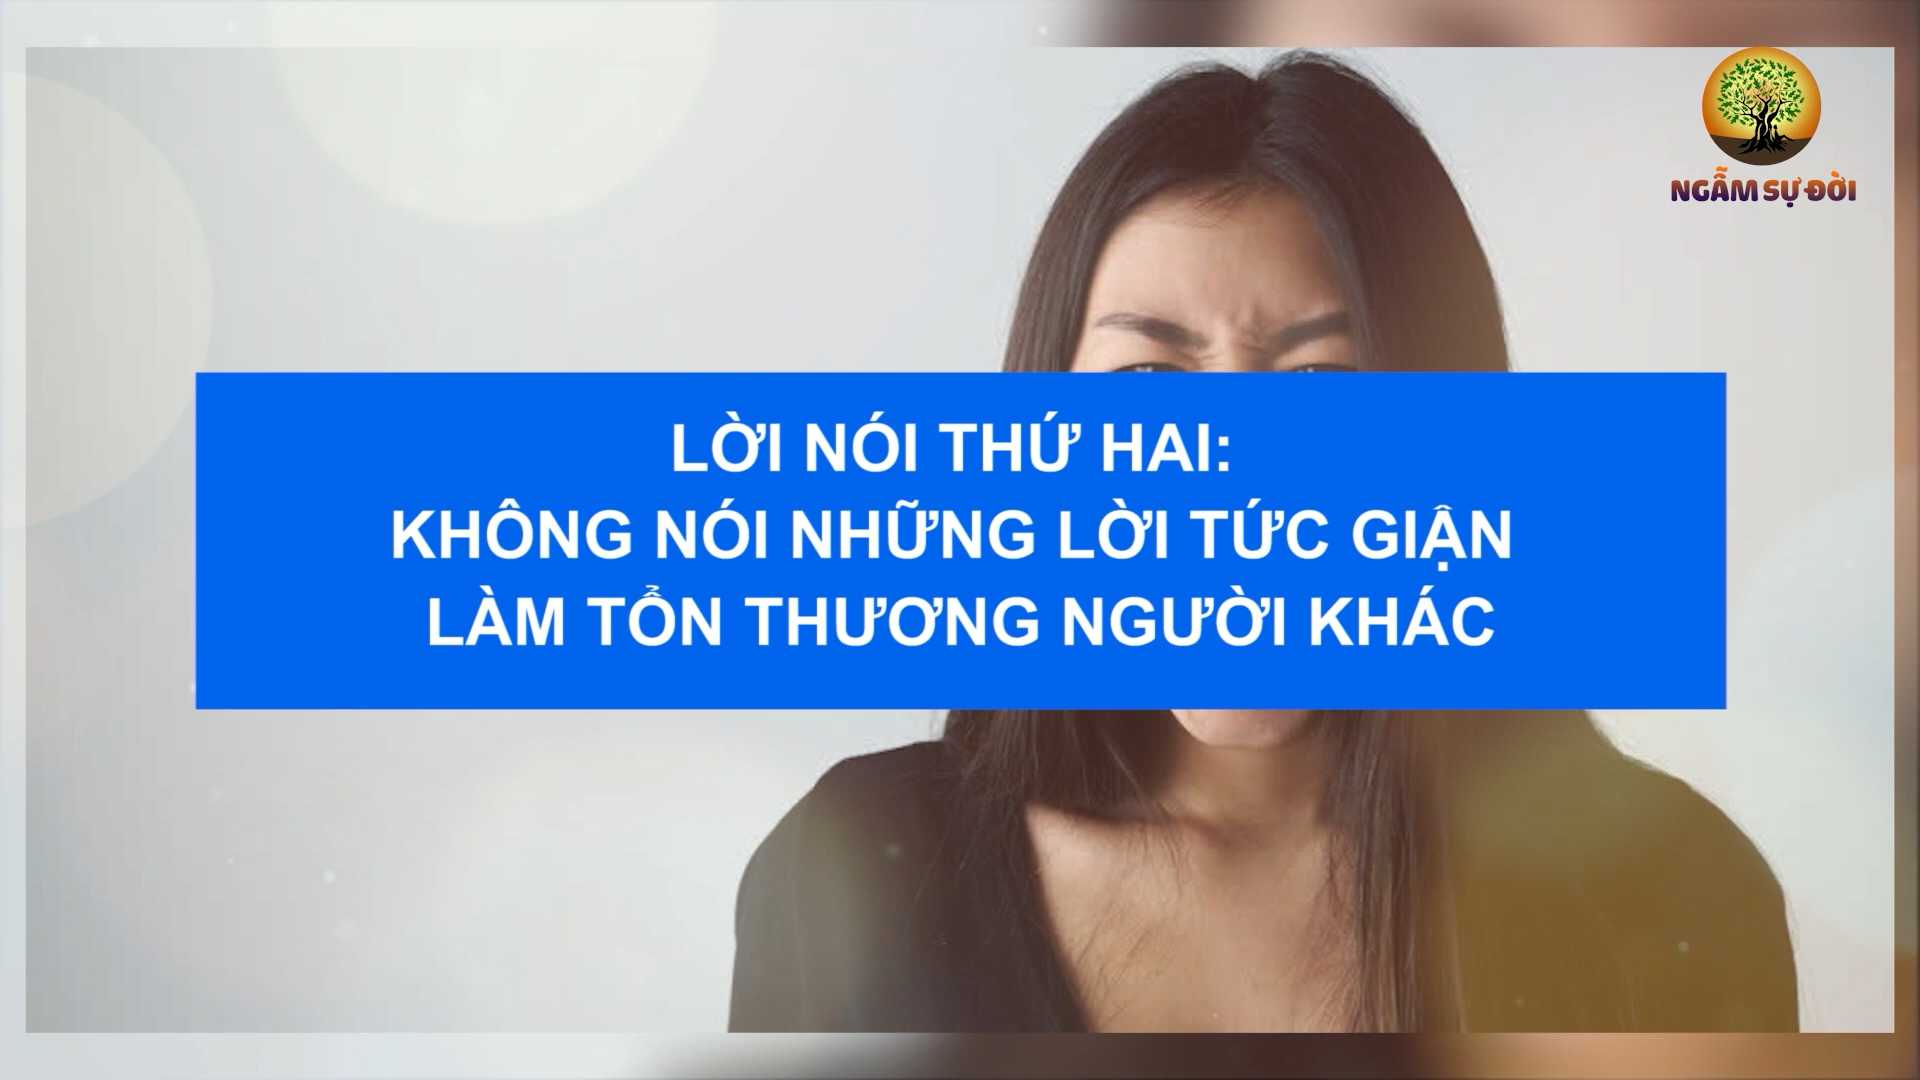 NGẪM SỰ ĐỜI
LỜI NÓI THỨ HAI:
KHÔNG NÓI NHỮNG LỜI TỨC GIẬN
LÀM TỔN THƯƠNG NGƯỜI KHÁC